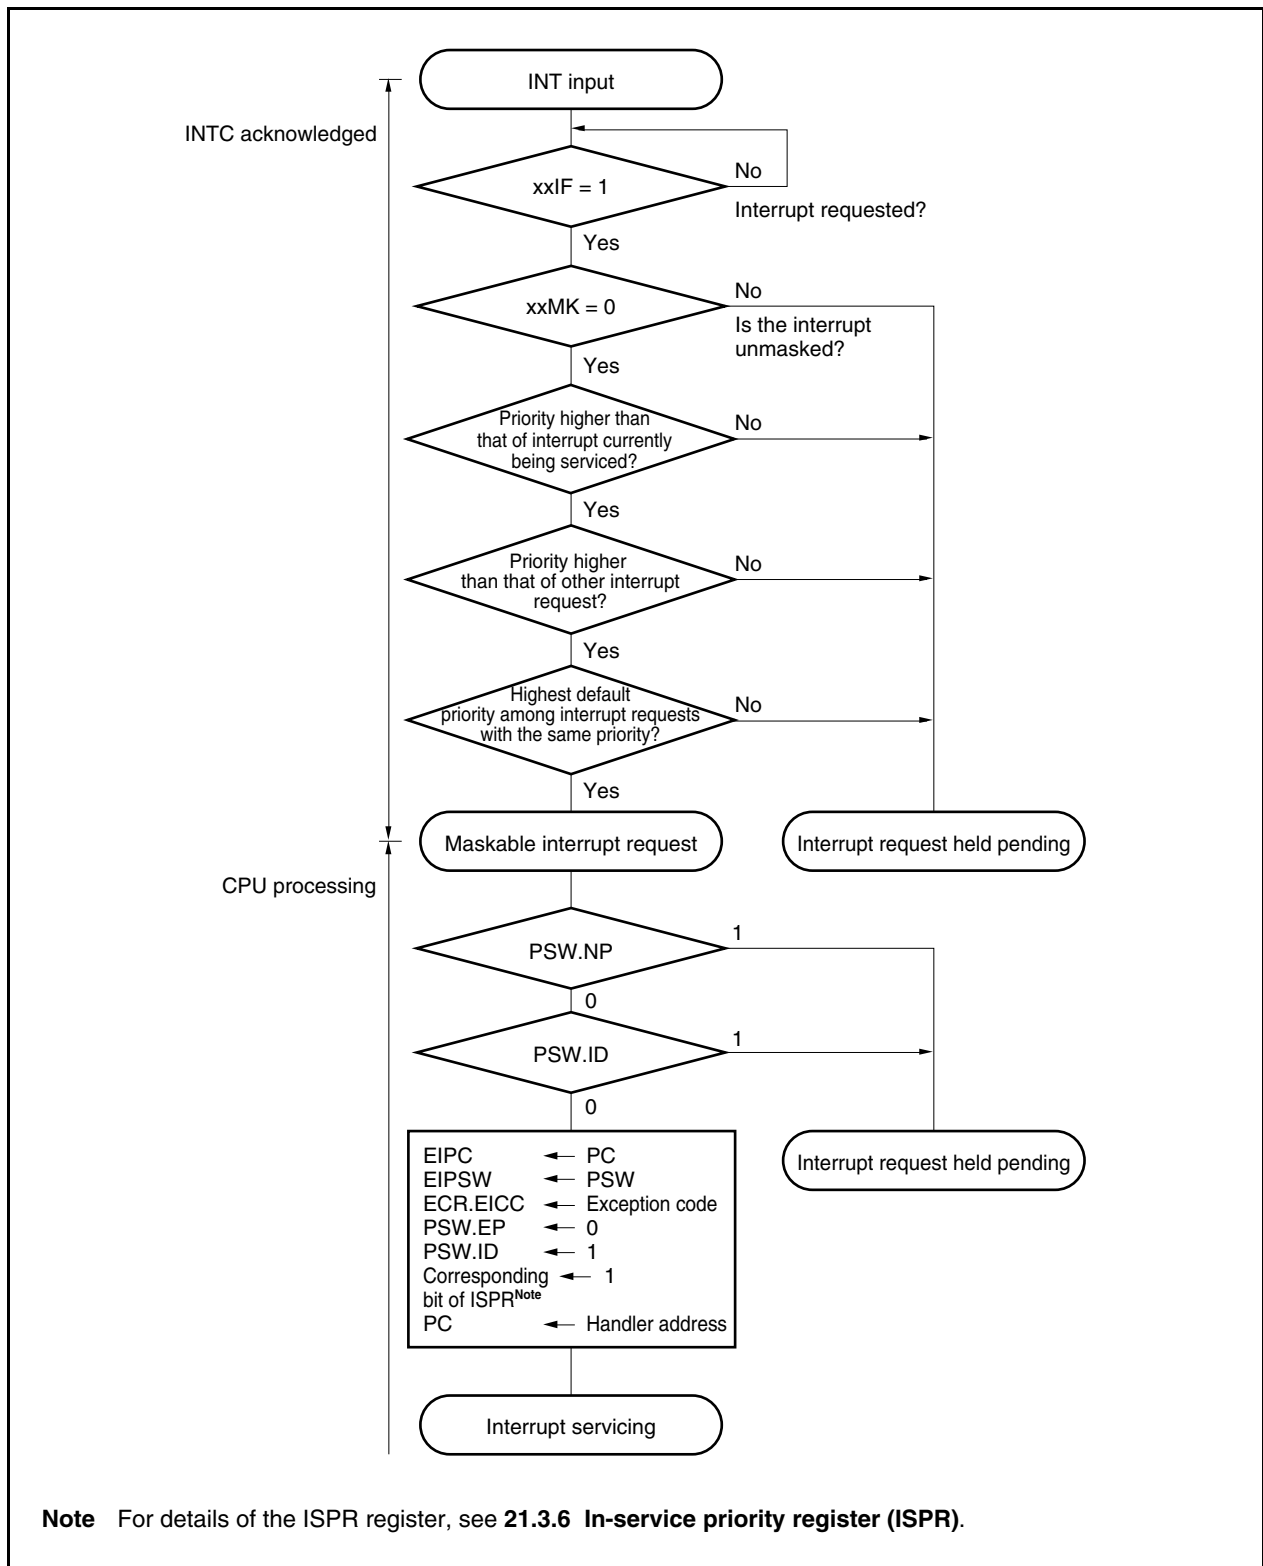 INT input
INTC acknowledged
xxIF = 1
No
Interrupt requested?
Yes
xxMK = 0
No
Is the interrupt
unmasked?
Yes
Priority higher than
that of interrupt currently
being serviced?
No
Yes
Priority higher
than that of other interrupt
request?
No
Yes
Highest default
priority among interrupt requests
with the same priority?
No
Yes
Maskable interrupt request
Interrupt request held pending
CPU processing
PSW.NP
1
0
PSW.ID
1
0
EIPC ← PC
EIPSW ← PSW
ECR.EICC ← Exception code
PSW.EP ← 0
PSW.ID ← 1
Corresponding ← 1
bit of ISPRNote
PC ← Handler address
Interrupt request held pending
Interrupt servicing
Note For details of the ISPR register, see 21.3.6 In-service priority register (ISPR).